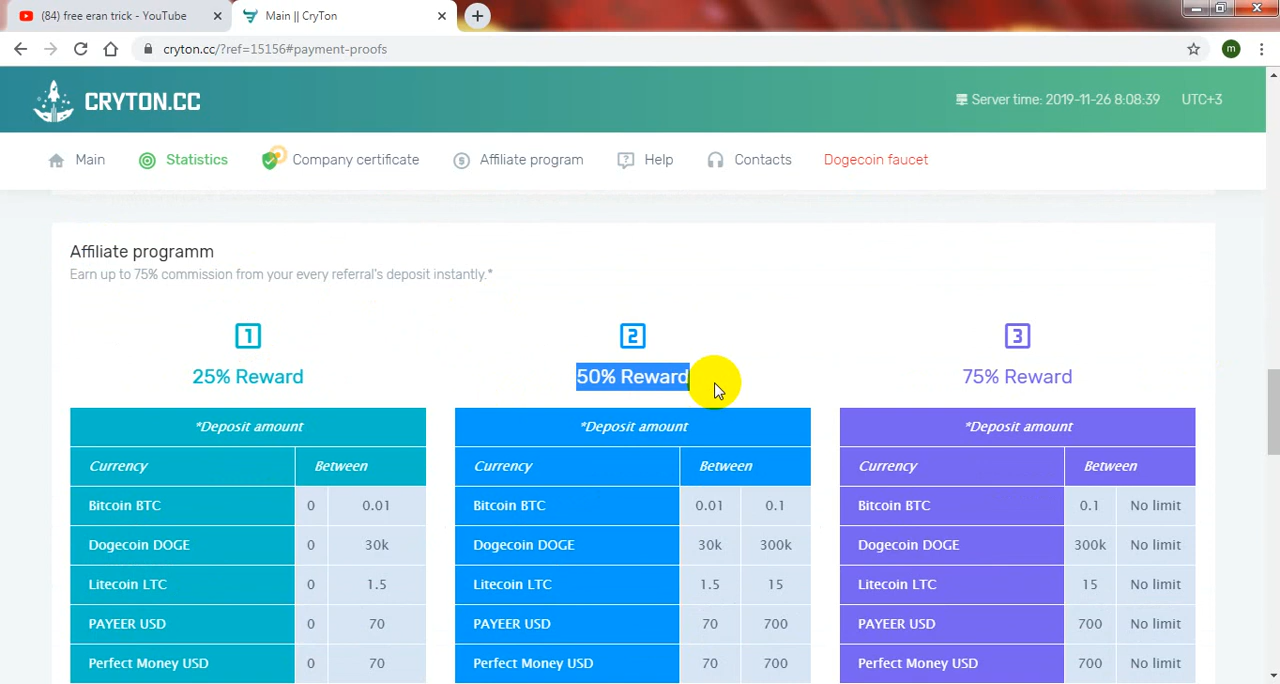 (84) free eran trick - YouTube
Main || CryTon
cryton.cc/?ref=15156#payment-proofs
m
CRYTON.CC
Server time: 2019-11-26 8:08:39 UTC+3
Main Statistics Company certificate Affiliate program Help Contacts Dogecoin faucet
Affiliate programm
Earn up to 75% commission from your every referral's deposit instantly.*
1 2 3
25% Reward 50% Reward 75% Reward
*Deposit amount *Deposit amount *Deposit amount
Currency Between Currency Between Currency Between
Bitcoin BTC 0 0.01 Bitcoin BTC 0.01 0.1 Bitcoin BTC 0.1 No limit
Dogecoin DOGE 0 30k Dogecoin DOGE 30k 300k Dogecoin DOGE 300k No limit
Litecoin LTC 0 1.5 Litecoin LTC 1.5 15 Litecoin LTC 15 No limit
PAYEER USD 0 70 PAYEER USD 70 700 PAYEER USD 700 No limit
Perfect Money USD 0 70 Perfect Money USD 70 700 Perfect Money USD 700 No limit